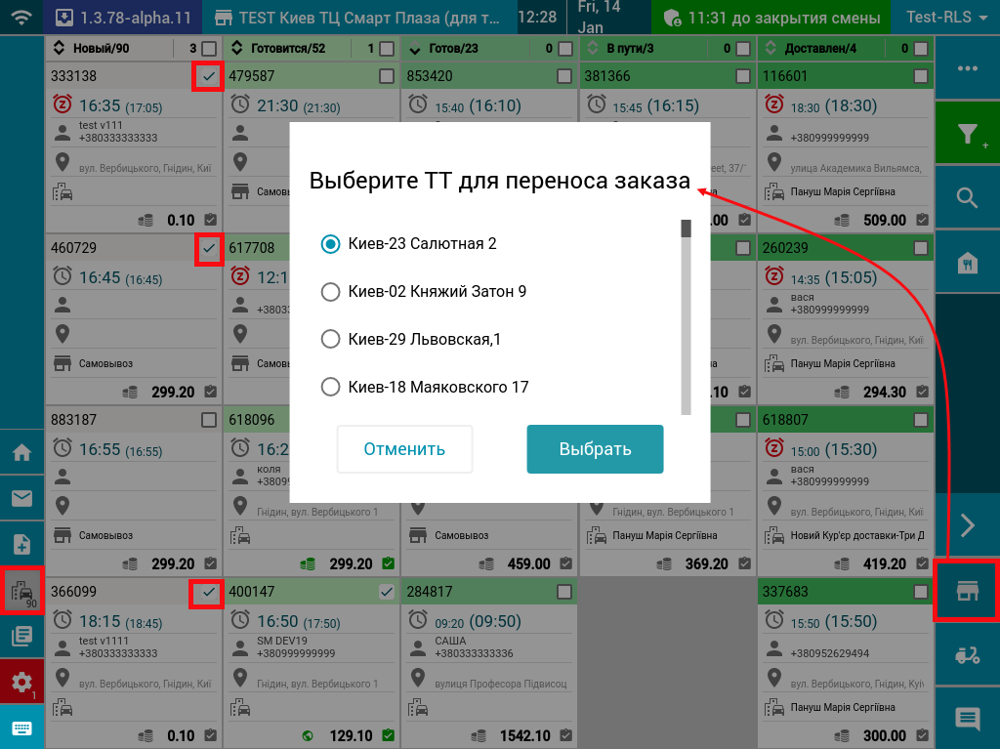 1.3.78-alpha.11
TEST Киев ТЦ Смарт Плаза (для т...
12:28
Fri, 14
Jan
11:31 до закрытия смены
Test-RLS
Новый/90
3
Готовится/52
1
Готов/23
0
В пути/3
0
Доставлен/4
0
333138
479587
853420
381366
116601
16:35 (17:05)
21:30 (21:30)
15:40 (16:10)
15:45 (16:15)
18:30 (18:30)
test v111
+380333333333
+380999999999
вул. Вербицького, Гнідин, Киї
улица Академика Вильямса,
Пануш Марія Сергіївна
0.10
.00
509.00
Выберите ТТ для переноса заказа
Киев-23 Салютная 2
Киев-02 Княжий Затон 9
Киев-29 Львовская,1
Киев-18 Маяковского 17
Отменить
Выбрать
460729
617708
260239
16:45 (16:45)
12:1
14:35 (15:05)
вася
+380999999999
вул. Вербицького, Гнідин, Киї
Самовывоз
Пануш Марія Сергіївна
299.20
.10
294.30
883187
618096
618807
16:55 (16:55)
16:2
15:00 (15:30)
коля
+38099
вася
+380999999999
Гнідин, вул. Вербицького 1
Гнідин, вул. Вербицького 1
вул. Вербицького, Гнідин, Киї
Самовывоз
Самовывоз
Пануш Марія Сергіївна
Новий Кур'єр доставки-Три Д
299.20
299.20
459.00
369.20
419.20
90
366099
400147
284817
337683
18:15 (18:45)
16:50 (17:50)
09:20 (09:50)
15:50 (15:50)
test v1111
+380333333333
SM DEV19
+380999999999
САША
+380333333336
+380952629494
вул. Вербицького, Гнідин, Киї
Гнідин, вул. Вербицького 1
вулиця Професора Підвисоц
вул. Вербицького, Гнідин, Куї
Пануш Марія Сергіївна
1
0.10
129.10
1542.10
300.00